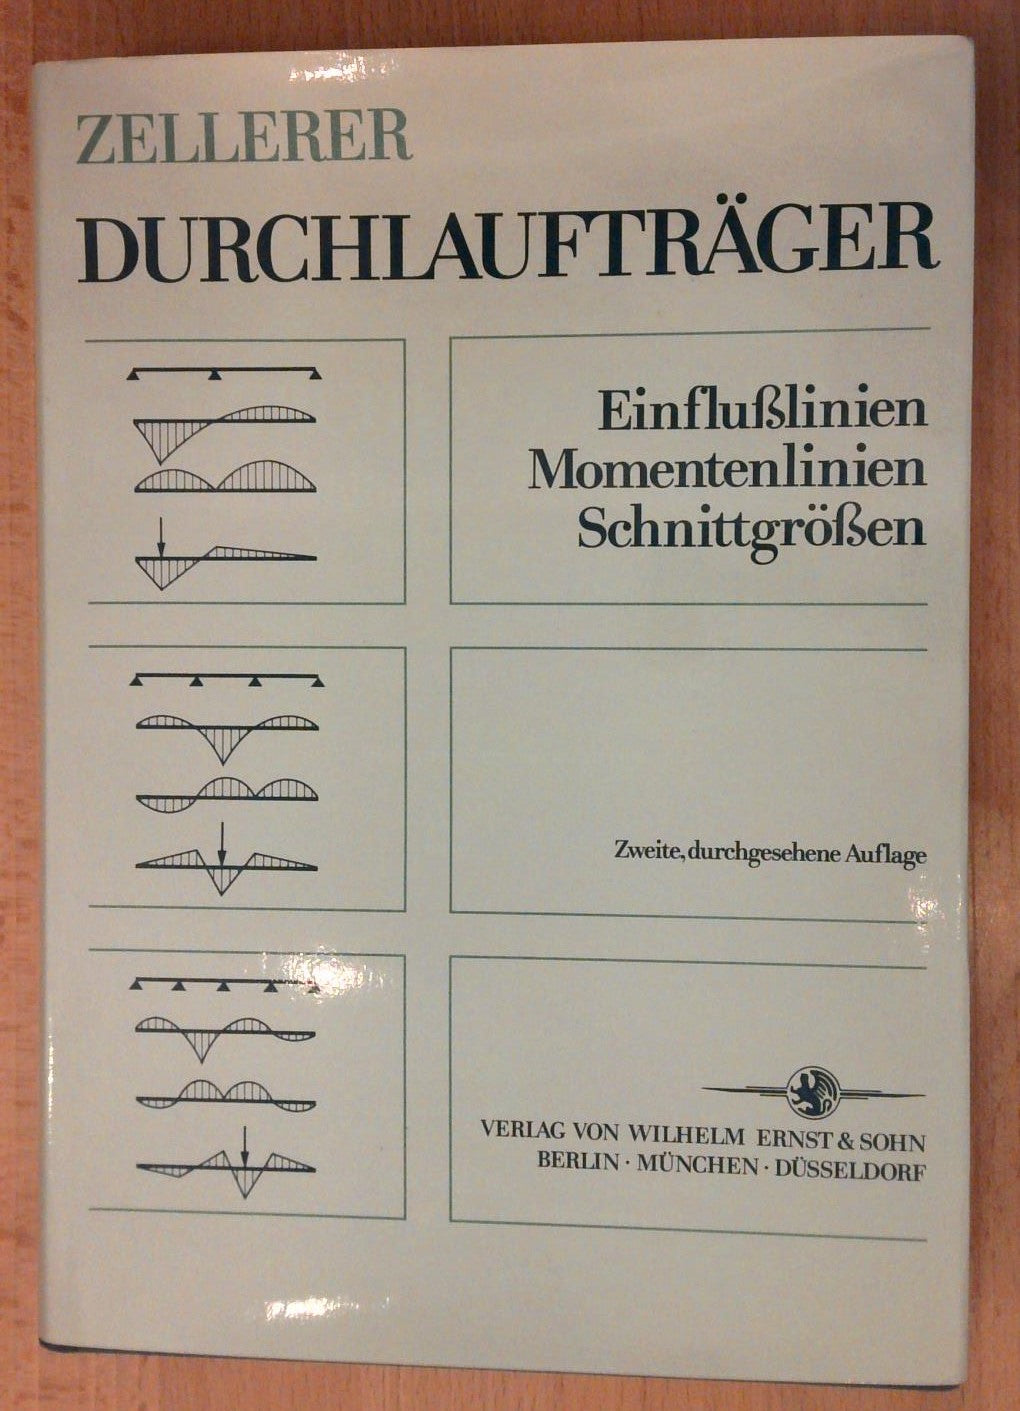 ZELLERER
DURCHLAUFTRÄGER
Einflußlinien
Momentenlinien
Schnittgrößen
Zweite, durchgesehene Auflage
VERLAG VON WILHELM ERNST & SOHN
BERLIN · MÜNCHEN · DÜSSELDORF